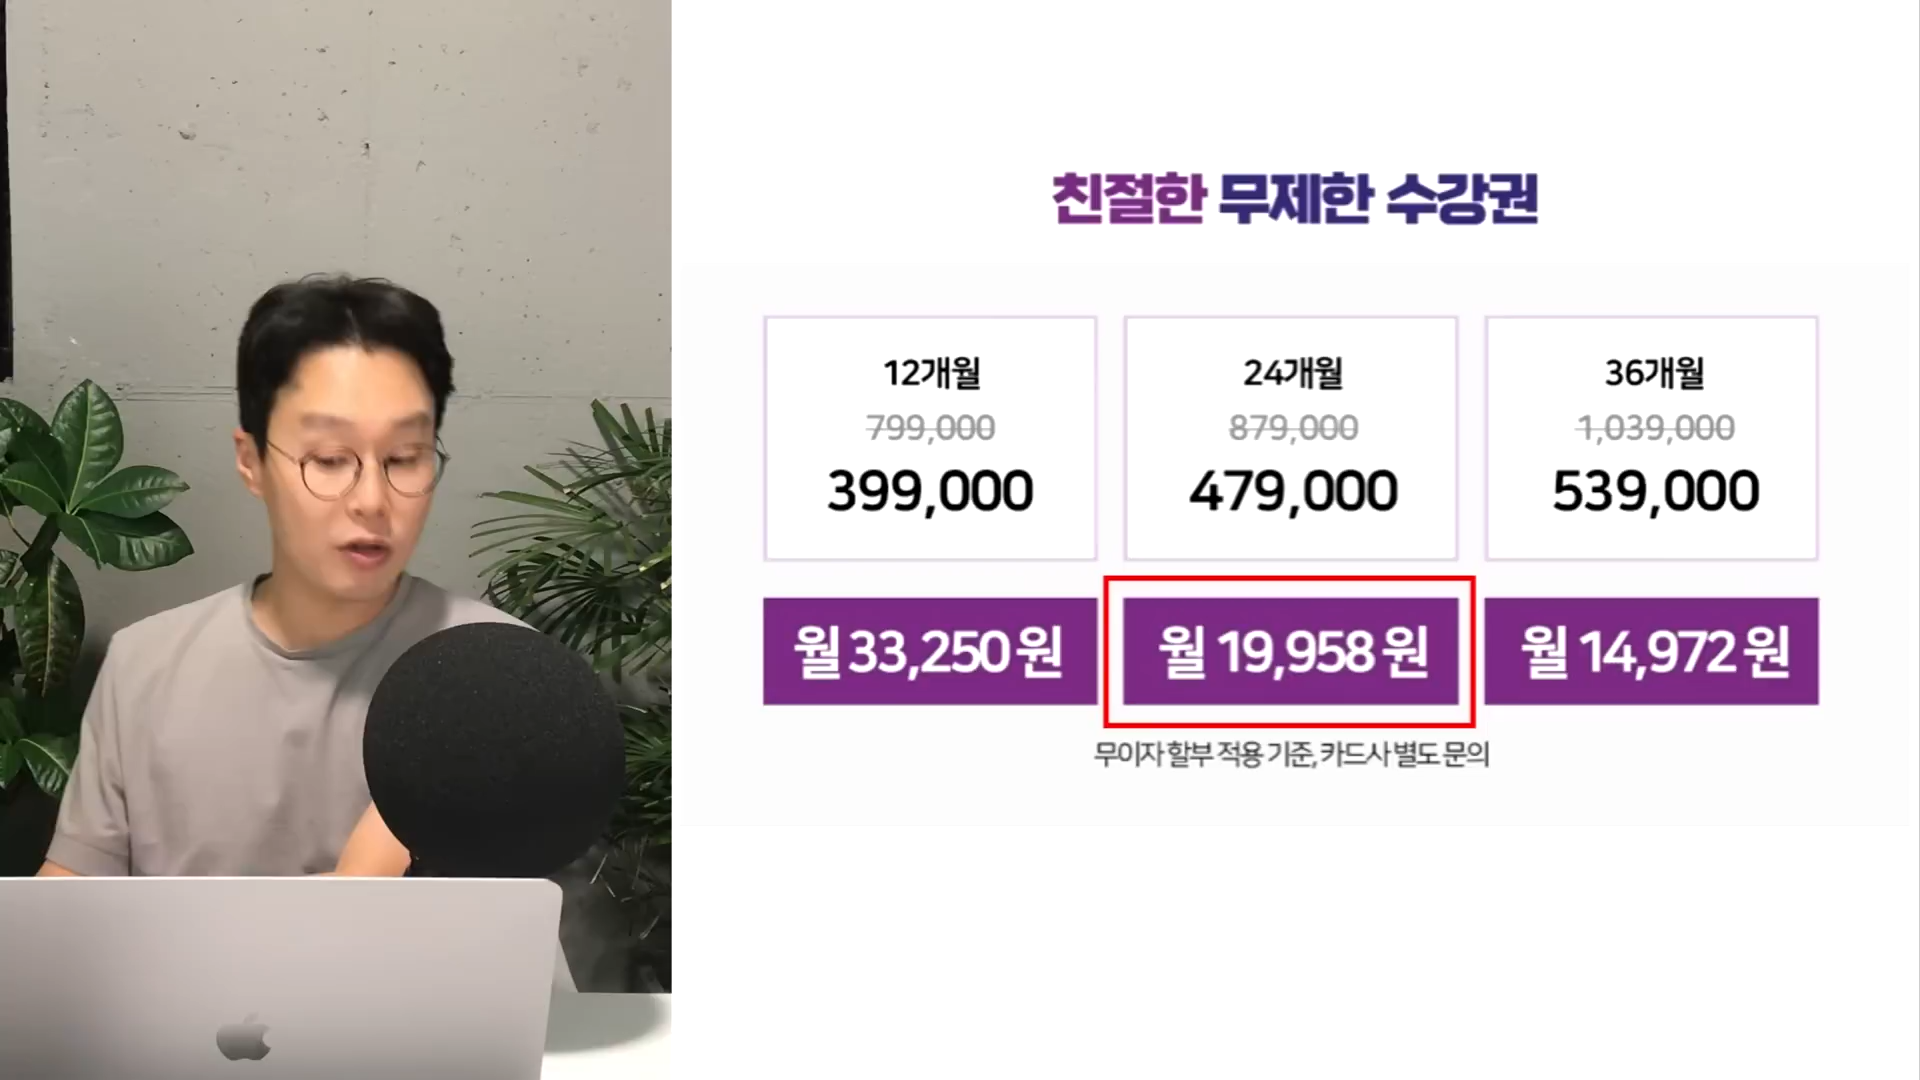 친절한 무제한 수강권
12개월
799,000
399,000
월 33,250원
24개월
879,000
479,000
월 19,958원
36개월
1,039,000
539,000
월 14,972원
무이자 할부 적용 기준, 카드사 별도 문의